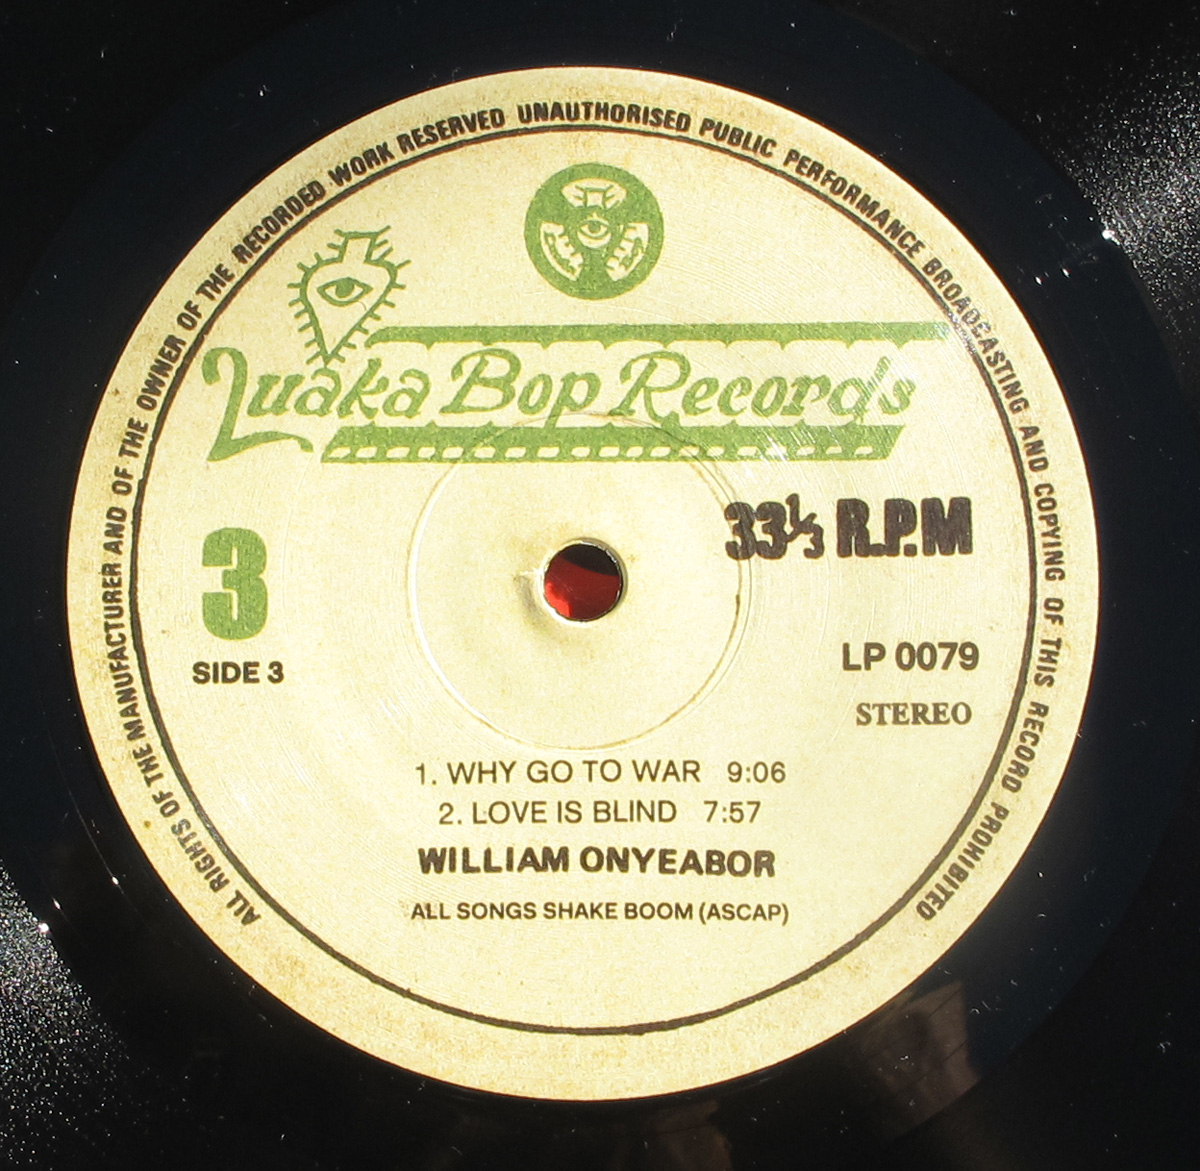 ALL RIGHTS OF THE MANUFACTURER AND OF THE OWNER OF THE RECORDED WORK RESERVED UNAUTHORISED PUBLIC PERFORMANCE BROADCASTING AND COPYING OF THIS RECORD PROHIBITED
Luaka Bop Records
33⅓ R.P.M
3
SIDE 3
LP 0079
STEREO
1. WHY GO TO WAR 9:06
2. LOVE IS BLIND 7:57
WILLIAM ONYEABOR
ALL SONGS SHAKE BOOM (ASCAP)